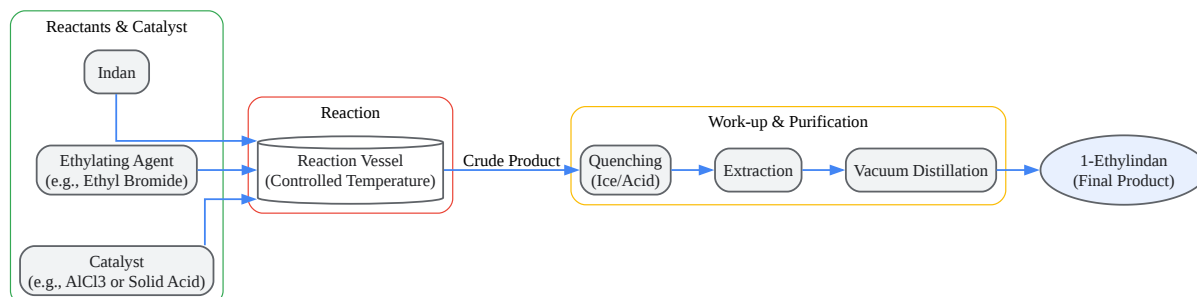 Reactants & Catalyst
Indan
Ethylating Agent
(e.g., Ethyl Bromide)
Catalyst
(e.g., AlCl3 or Solid Acid)
Reaction
Reaction Vessel
(Controlled Temperature)
Crude Product
Work-up & Purification
Quenching
(Ice/Acid)
Extraction
Vacuum Distillation
1-Ethylindan
(Final Product)